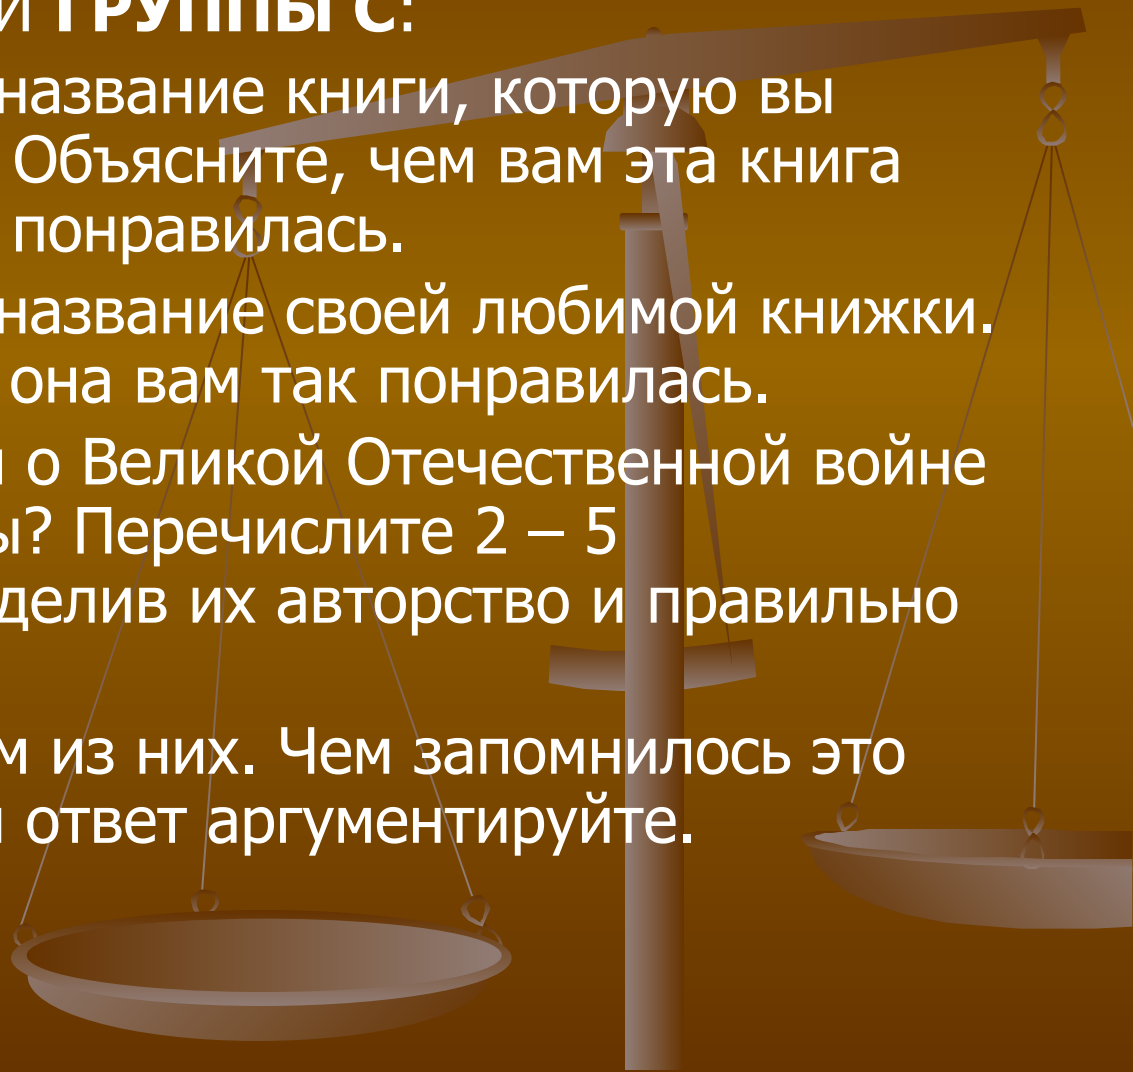 и ГРУППЫ С:
название книги, которую вы
Объясните, чем вам эта книга
понравилась.
название своей любимой книжки.
она вам так понравилась.
о Великой Отечественной войне
ы? Перечислите 2 – 5
делив их авторство и правильно
м из них. Чем запомнилось это
ответ аргументируйте.